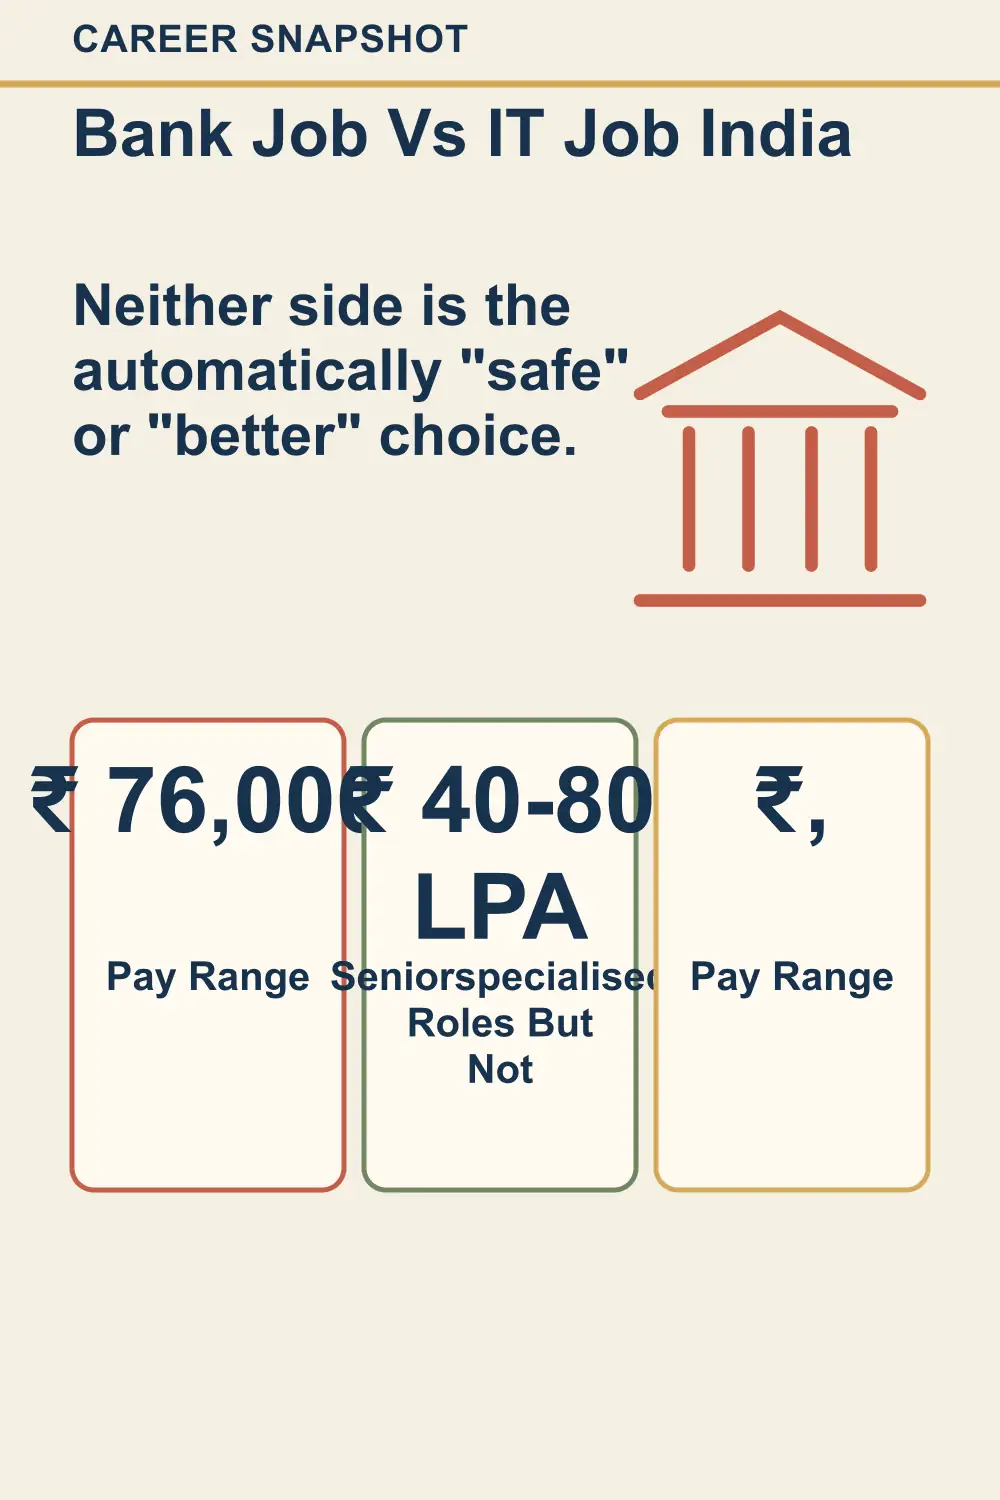 CAREER SNAPSHOT
Bank Job Vs IT Job India
Neither side is the
automatically "safe"
or "better" choice.
₹ 76,000
₹ 40-80
LPA
₹,
Pay Range
Seniorspecialised
Roles But
Not
Pay Range